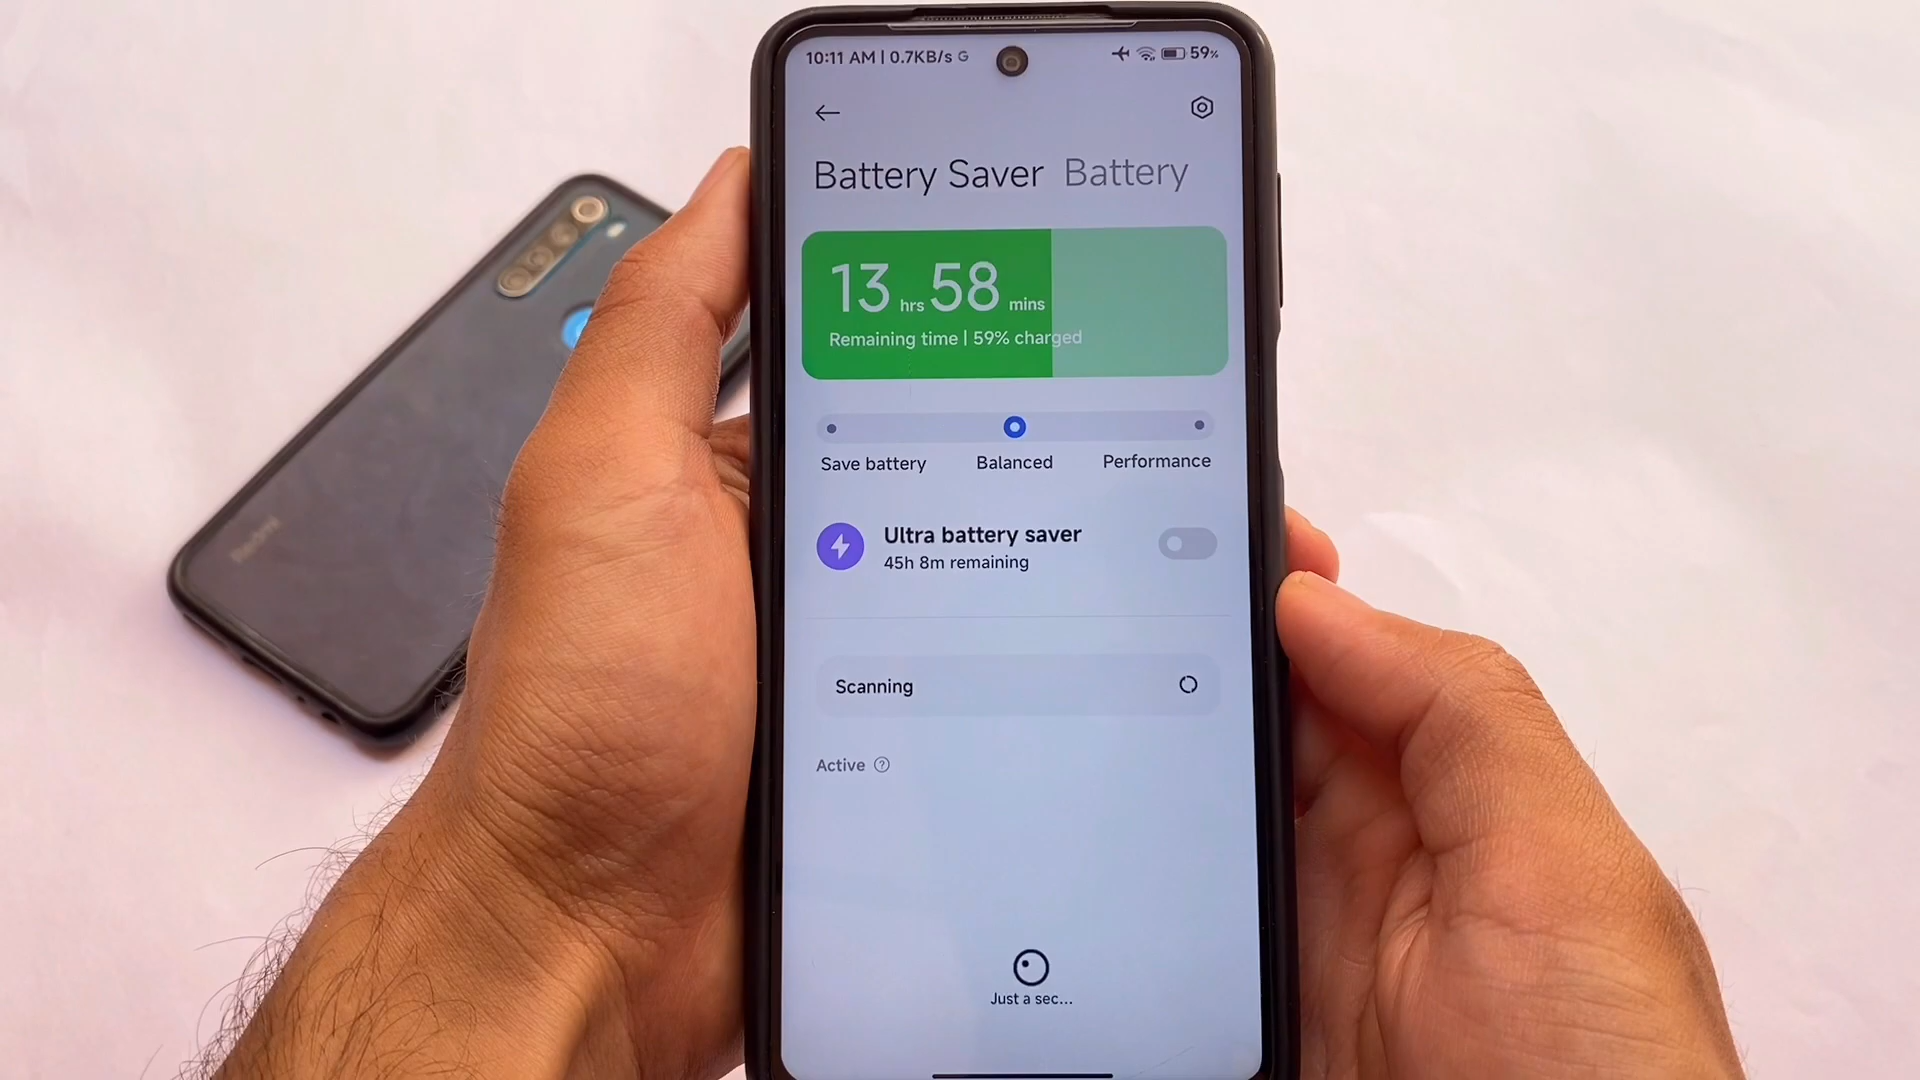 10:11 AM | 0.7KB/s G 59%
Battery Saver Battery
13 hrs 58 mins
Remaining time | 59% charged
Save battery Balanced Performance
Ultra battery saver
45h 8m remaining
Scanning
Active ?
Just a sec...
Redmi